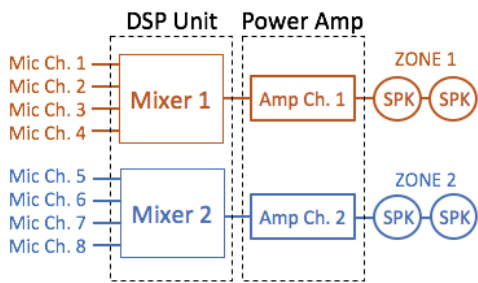 DSP Unit Power Amp
Mic Ch. 1
Mic Ch. 2
Mic Ch. 3
Mic Ch. 4
Mixer 1
Amp Ch. 1
ZONE 1
SPK SPK
Mic Ch. 5
Mic Ch. 6
Mic Ch. 7
Mic Ch. 8
Mixer 2
Amp Ch. 2
ZONE 2
SPK SPK